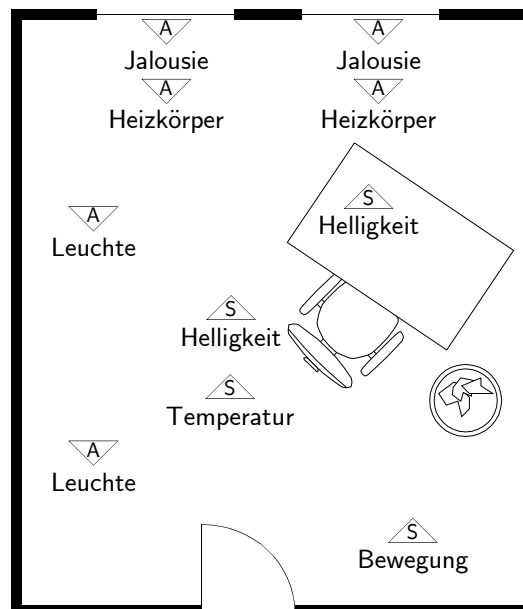 A
A
Jalousie
Jalousie
A
A
Heizkörper
Heizkörper
S
Helligkeit
A
Leuchte
S
Helligkeit
S
Temperatur
A
Leuchte
S
Bewegung